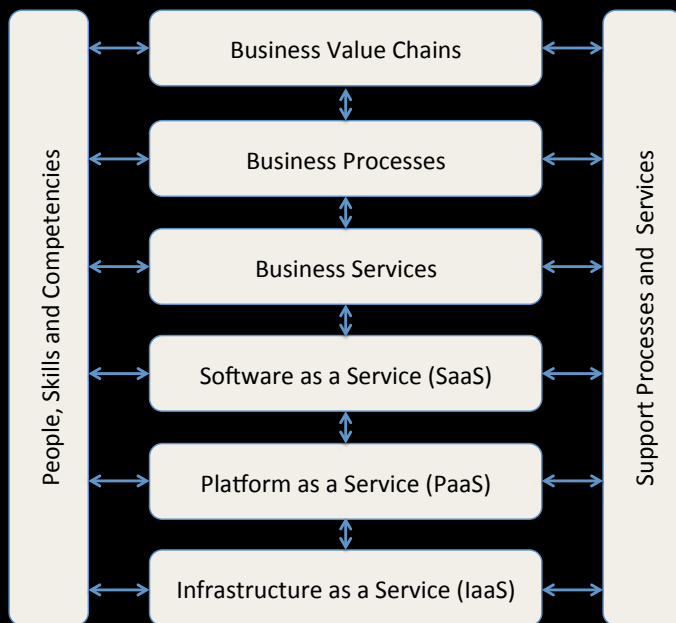 Business Value Chains
Business Processes
Business Services
Software as a Service (SaaS)
Platform as a Service (PaaS)
Infrastructure as a Service (IaaS)
People, Skills and Competencies
Support Processes and Services